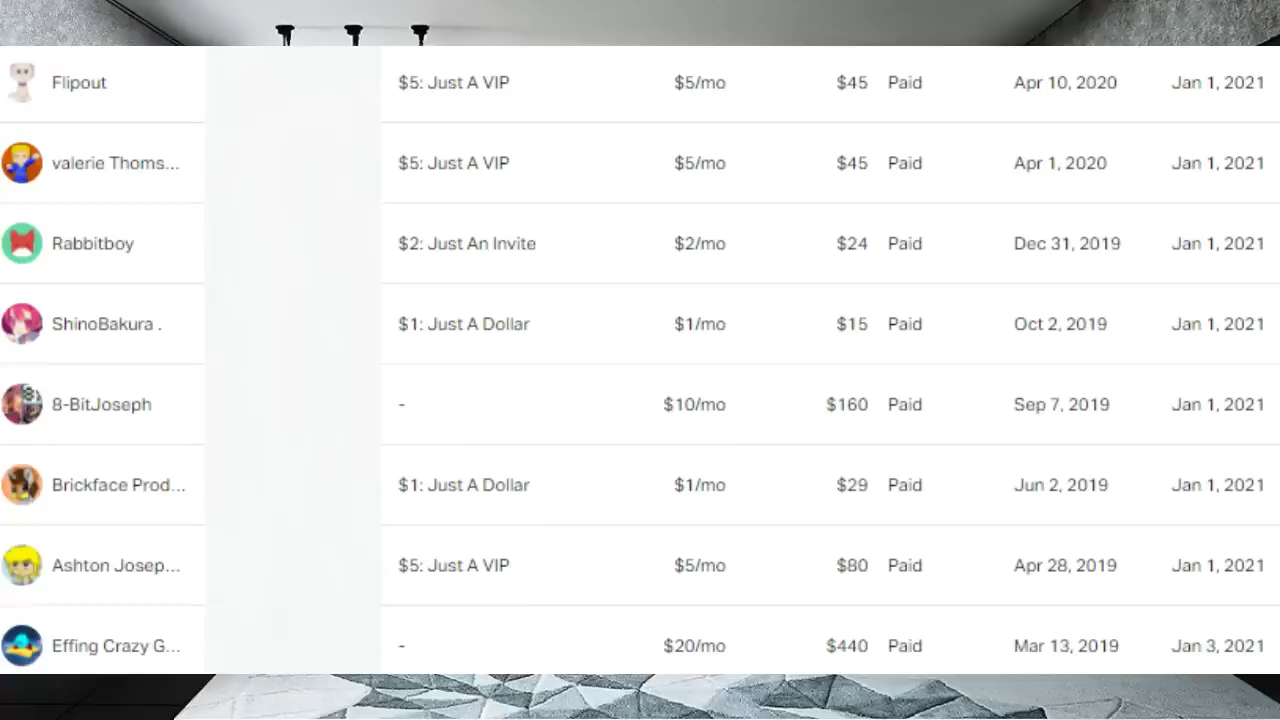 Flipout $5: Just A VIP $5/mo $45 Paid Apr 10, 2020 Jan 1, 2021
valerie Thoms... $5: Just A VIP $5/mo $45 Paid Apr 1, 2020 Jan 1, 2021
Rabbitboy $2: Just An Invite $2/mo $24 Paid Dec 31, 2019 Jan 1, 2021
ShinoBakura . $1: Just A Dollar $1/mo $15 Paid Oct 2, 2019 Jan 1, 2021
8-BitJoseph - $10/mo $160 Paid Sep 7, 2019 Jan 1, 2021
Brickface Prod... $1: Just A Dollar $1/mo $29 Paid Jun 2, 2019 Jan 1, 2021
Ashton Josep... $5: Just A VIP $5/mo $80 Paid Apr 28, 2019 Jan 1, 2021
Effing Crazy G... - $20/mo $440 Paid Mar 13, 2019 Jan 3, 2021